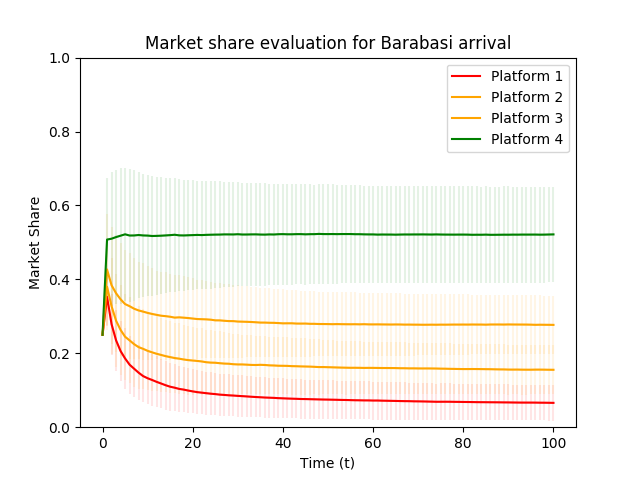 Market share evaluation for Barabasi arrival
1.0
0.8
0.6
0.4
0.2
0.0
Market Share
Platform 1
Platform 2
Platform 3
Platform 4
0 20 40 60 80 100
Time (t)